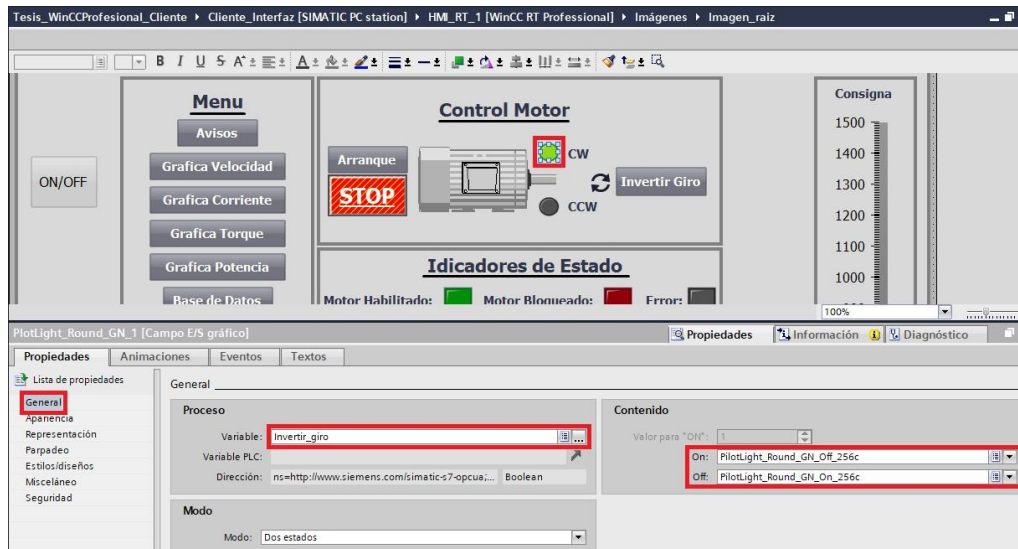 Tesis_WinCCProfesional_Cliente ▸ Cliente_Interfaz [SIMATIC PC station] ▸ HMI_RT_1 [WinCC RT Professional] ▸ Imágenes ▸ Imagen_raiz
B I U S A
ON/OFF
Menu
Avisos
Grafica Velocidad
Grafica Corriente
Grafica Torque
Grafica Potencia
Base de Datos
Control Motor
Arranque
STOP
CW
CCW
Invertir Giro
Idicadores de Estado
Motor Habilitado:
Motor Bloqueado:
Error:
Consigna
1500
1400
1300
1200
1100
1000
100%
PlotLight_Round_GN_1 [Campo E/S gráfico]
Propiedades
Información
Diagnóstico
Propiedades
Animaciones
Eventos
Textos
Lista de propiedades
General
Apariencia
Representación
Parpadeo
Estilos/diseños
Misceláneo
Seguridad
General
Proceso
Variable: Invertir_giro
Variable PLC:
Dirección: ns=http://www.siemens.com/simatic-s7-opcua;... Boolean
Modo
Modo: Dos estados
Contenido
Valor para "ON": 1
On: PilotLight_Round_GN_Off_256c
Off: PilotLight_Round_GN_On_256c